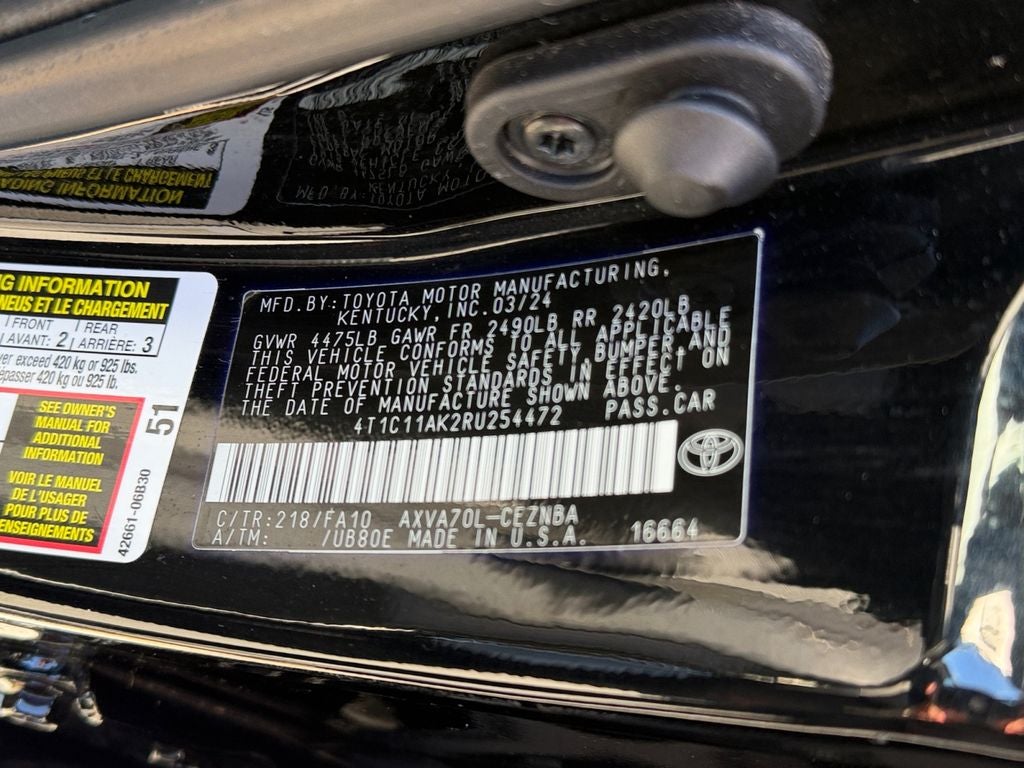 NG INFORMATION
NEUS ET LE CHARGEMENT
FRONT | REAR
AVANT: 2 | ARRIÈRE: 3
ver exceed 420 kg or 925 lbs.
épasser 420 kg ou 925 lb.
SEE OWNER'S
MANUAL FOR
ADDITIONAL
INFORMATION
VOIR LE MANUEL
DE L'USAGER
POUR PLUS DE
ENSEIGNEMENTS
51
42661-06B30
MFD.BY:TOYOTA MOTOR MANUFACTURING,
KENTUCKY, INC.03/24
GVWR 4475LB GAWR FR 2490LB RR 2420LB
THIS VEHICLE CONFORMS TO ALL APPLICABLE
FEDERAL MOTOR VEHICLE SAFETY,BUMPER,AND
THEFT PREVENTION STANDARDS IN EFFECT ON
THE DATE OF MANUFACTURE SHOWN ABOVE.
4T1C11AK2RU254472 PASS.CAR
C/TR:218/FA10 AXVA70L-CEZNBA
A/TM: /UB80E MADE IN U.S.A. 16664